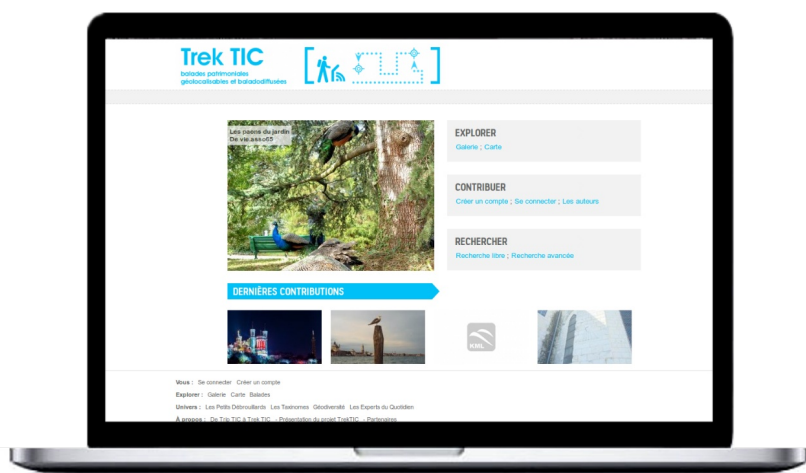 Trek TIC
balades patrimoniales
géolocalisables et baladodiffusées
Les paons du jardin
De vie.asso65
EXPLORER
Galerie ; Carte
CONTRIBUER
Créer un compte ; Se connecter ; Les auteurs
RECHERCHER
Recherche libre ; Recherche avancée
DERNIÈRES CONTRIBUTIONS
KML
Vous : Se connecter Créer un compte
Explorer : Galerie Carte Balades
Univers : Les Petits Débrouillards Les Taxinomes Géodiversité Les Experts du Quotidien
À propos : De Trip TIC à Trek TIC - Présentation du projet TrekTIC - Partenaires